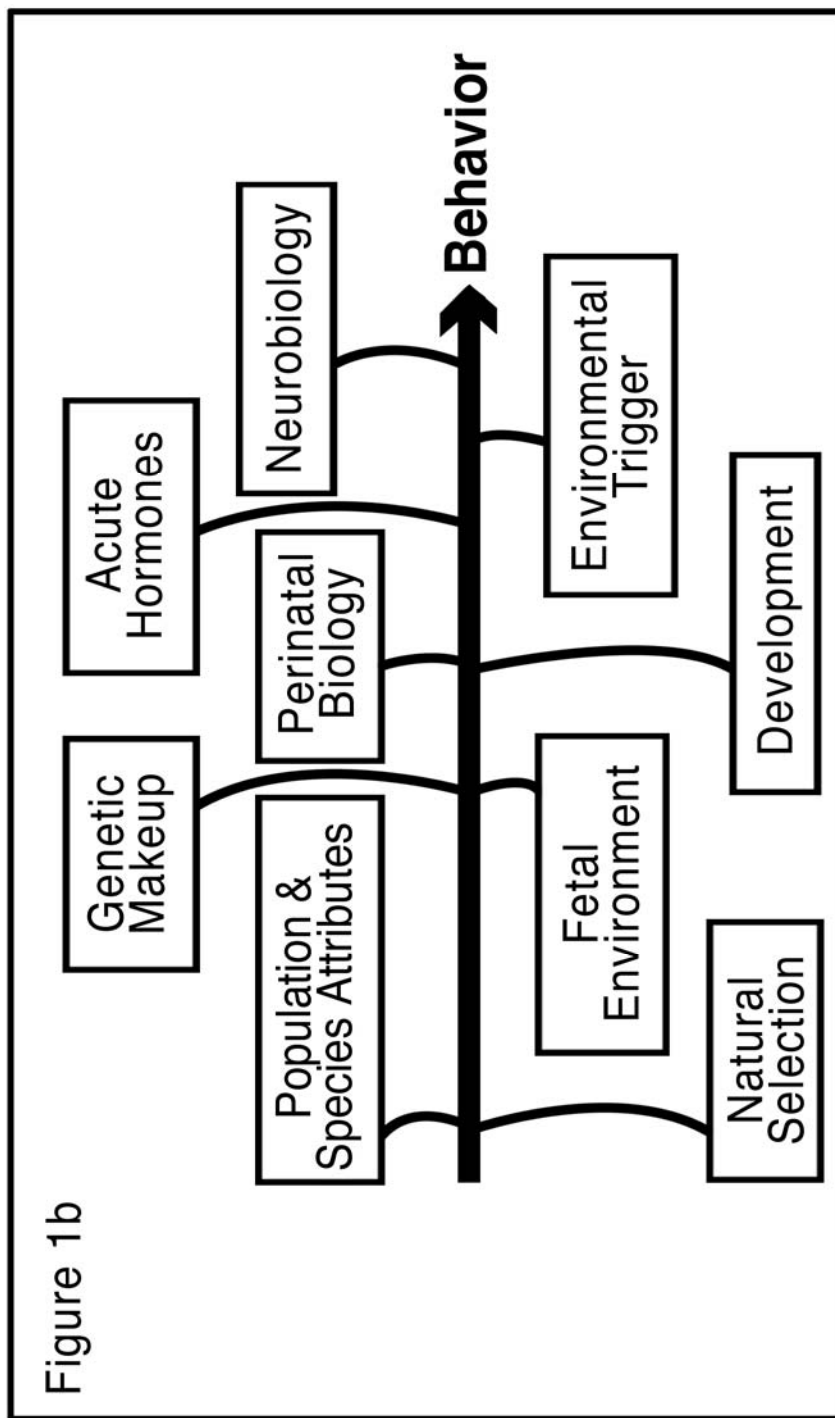 Figure 1b
Genetic
Makeup
Acute
Hormones
Population &
Species Attributes
Perinatal
Biology
Neurobiology
Behavior
Fetal
Environment
Environmental
Trigger
Natural
Selection
Development